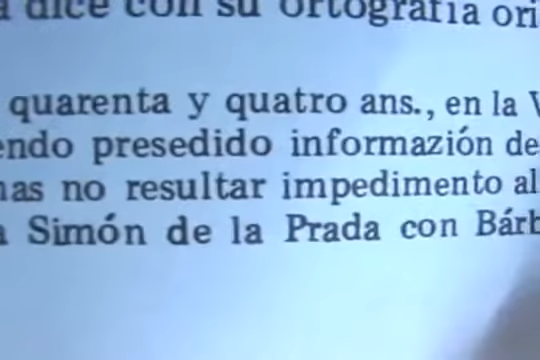 dice con su ortografía ori
quarenta y quatro ans., en la V
endo presedido informazión de
nas no resultar impedimento al
a Simón de la Prada con Bárb